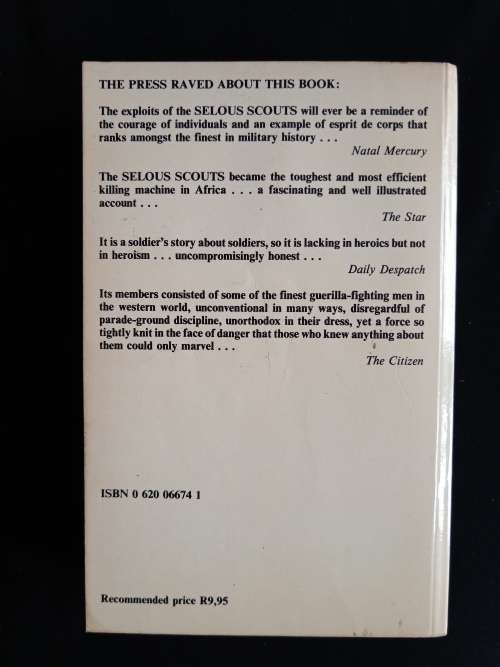 THE PRESS RAVED ABOUT THIS BOOK:
The exploits of the SELOUS SCOUTS will ever be a reminder of
the courage of individuals and an example of esprit de corps that
ranks amongst the finest in military history . . .
Natal Mercury
The SELOUS SCOUTS became the toughest and most efficient
killing machine in Africa . . . a fascinating and well illustrated
account . . .
The Star
It is a soldier's story about soldiers, so it is lacking in heroics but not
in heroism . . . uncompromisingly honest . . .
Daily Despatch
Its members consisted of some of the finest guerilla-fighting men in
the western world, unconventional in many ways, disregardful of
parade-ground discipline, unorthodox in their dress, yet a force so
tightly knit in the face of danger that those who knew anything about
them could only marvel . . .
The Citizen
ISBN 0 620 06674 1
Recommended price R9,95